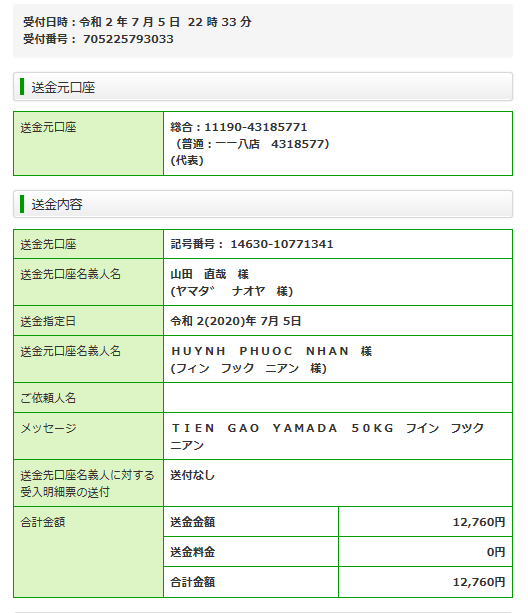 受付日時：令和 2 年 7 月 5 日 22 時 33 分
受付番号： 705225793033
送金元口座
送金元口座
総合：11190-43185771
（普通：一一八店　4318577）
(代表)
送金内容
送金先口座
記号番号： 14630-10771341
送金先口座名義人名
山田　直哉　様
(ヤマダ　ナオヤ　様)
送金指定日
令和 2(2020)年 7月 5日
送金元口座名義人名
ＨＵＹＮＨ　ＰＨＵＯＣ　ＮＨＡＮ　様
(フィン　フック　ニアン　様)
ご依頼人名
メッセージ
ＴＩＥＮ　ＧＡＯ　ＹＡＭＡＤＡ　５０ＫＧ　フイン　フツク
ニアン
送金先口座名義人に対する
受入明細票の送付
送付なし
合計金額
送金金額
12,760円
送金料金
0円
合計金額
12,760円